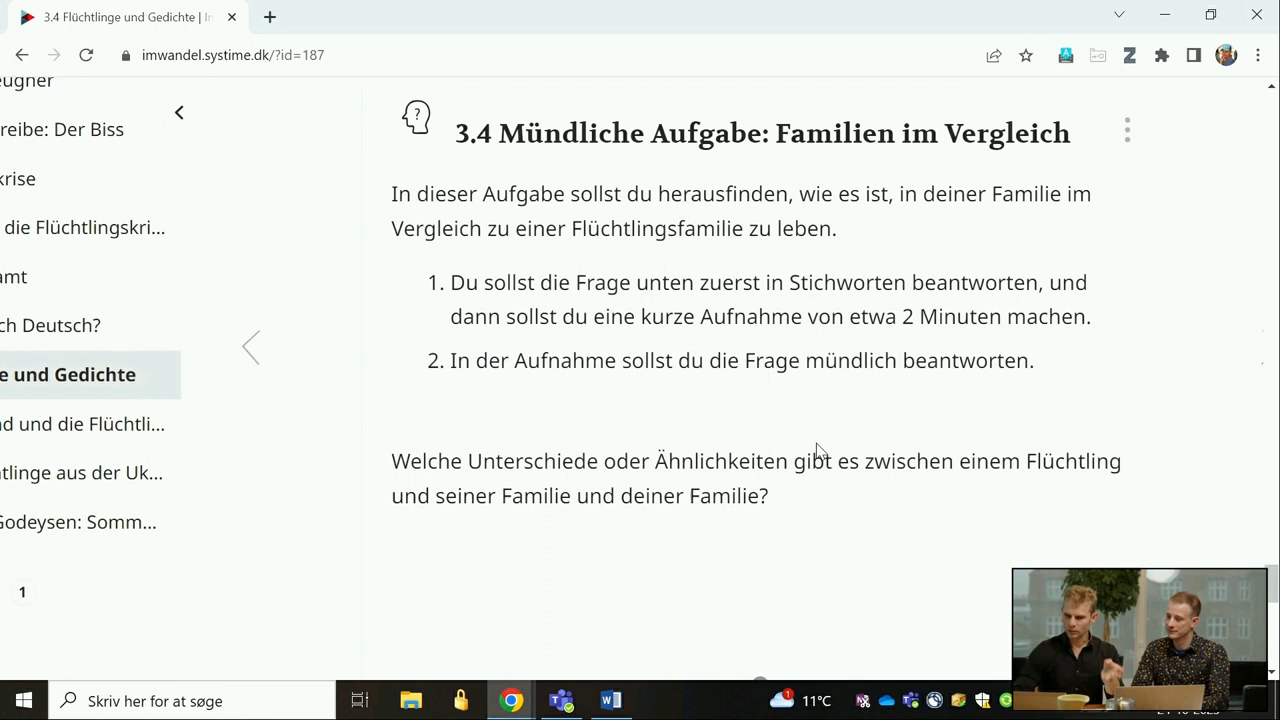 3.4 Flüchtlinge und Gedichte | In
imwandel.systime.dk/?id=187
eugner
reibe: Der Biss
krise
die Flüchtlingskri...
amt
ch Deutsch?
e und Gedichte
d und die Flüchtli...
tlinge aus der Uk...
Godeysen: Somm...
1
?
3.4 Mündliche Aufgabe: Familien im Vergleich
In dieser Aufgabe sollst du herausfinden, wie es ist, in deiner Familie im
Vergleich zu einer Flüchtlingsfamilie zu leben.
1. Du sollst die Frage unten zuerst in Stichworten beantworten, und
dann sollst du eine kurze Aufnahme von etwa 2 Minuten machen.
2. In der Aufnahme sollst du die Frage mündlich beantworten.
Welche Unterschiede oder Ähnlichkeiten gibt es zwischen einem Flüchtling
und seiner Familie und deiner Familie?
Skriv her for at søge
1
11°C